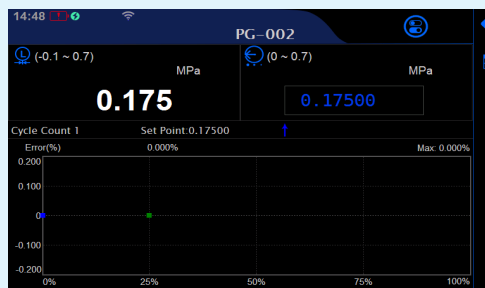 14:48
PG-002
(-0.1 ~ 0.7)
MPa
0.175
(0 ~ 0.7)
MPa
0.17500
Cycle Count 1 Set Point:0.17500
Error(%) 0.000% Max: 0.000%
0.200
0.100
0
-0.100
-0.200
0% 25% 50% 75% 100%